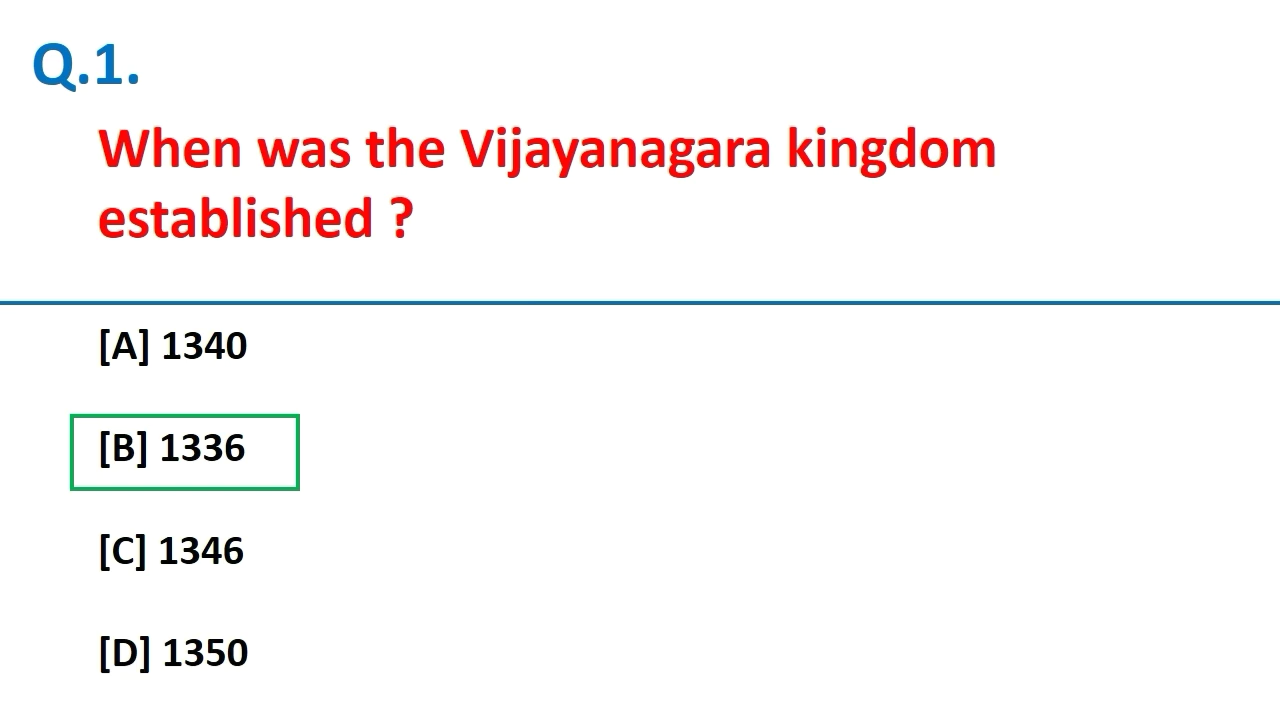 Q.1.
When was the Vijayanagara kingdom
established ?
[A] 1340
[B] 1336
[C] 1346
[D] 1350